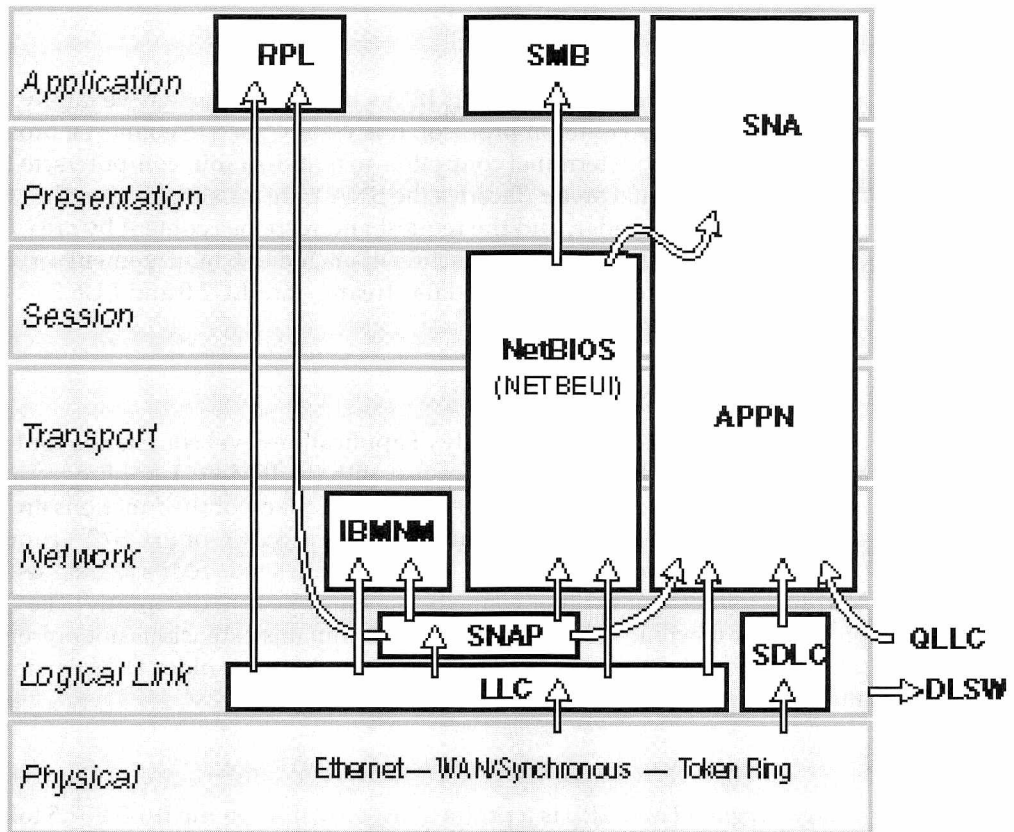 RPL
SMB
Application
SNA
Presentation
Session
NetBIOS
(NETBEUI)
Transport
APPN
IBMNM
Network
SNAP
QLLC
SDLC
Logical Link
LLC
DLSW
Physical
Ethernet — WAN/Synchronous — Token Ring